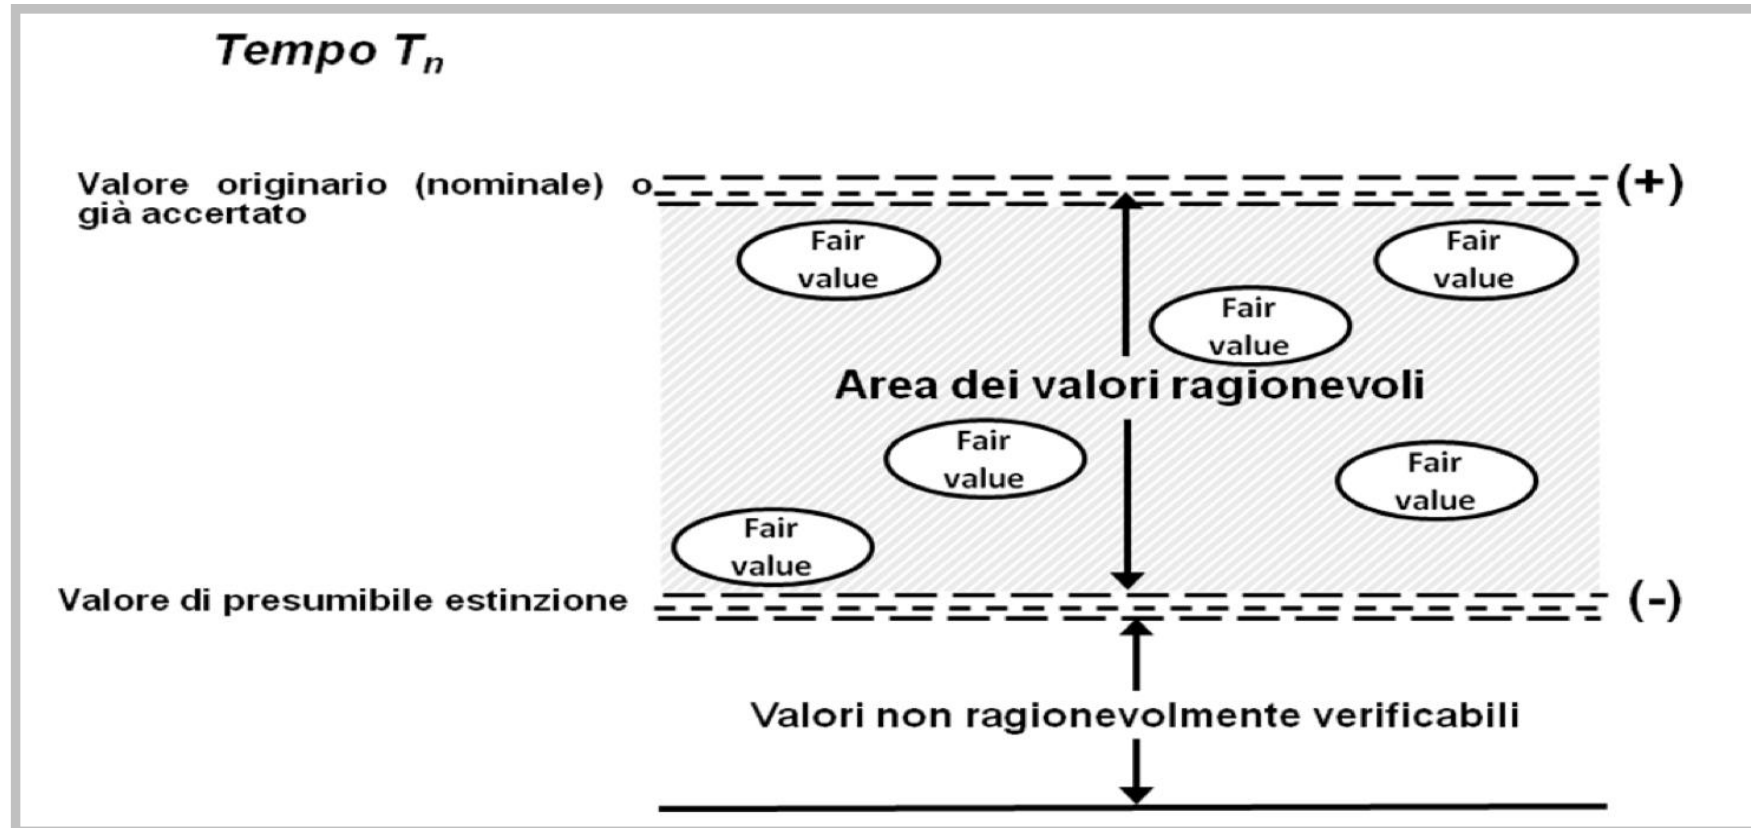 Tempo Tn
Valore originario (nominale) o
già accertato
(+)
Fair
value
Fair
value
Fair
value
Area dei valori ragionevoli
Fair
value
Fair
value
Fair
value
Valore di presumibile estinzione
(-)
Valori non ragionevolmente verificabili